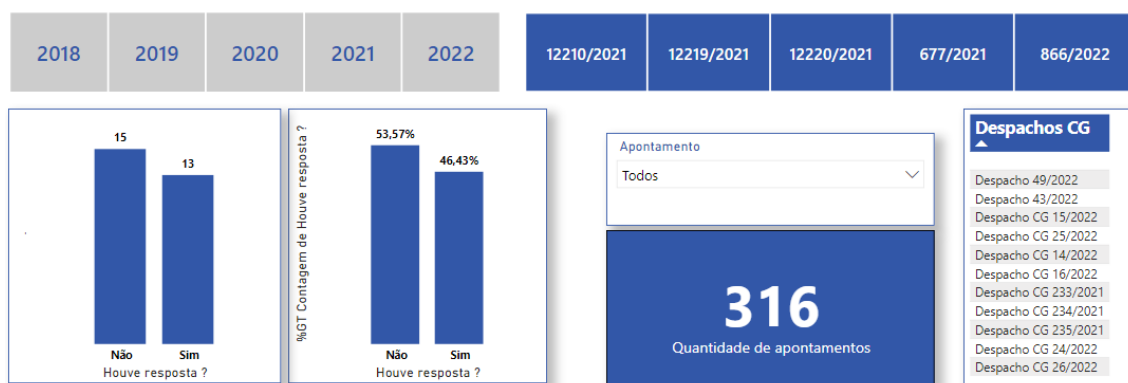 2018
2019
2020
2021
2022
12210/2021
12219/2021
12220/2021
677/2021
866/2022
15
13
Não
Sim
Houve resposta ?
%GT Contagem de Houve resposta ?
53,57%
46,43%
Não
Sim
Houve resposta ?
Apontamento
Todos
316
Quantidade de apontamentos
Despachos CG
Despacho 49/2022
Despacho 43/2022
Despacho CG 15/2022
Despacho CG 25/2022
Despacho CG 14/2022
Despacho CG 16/2022
Despacho CG 233/2021
Despacho CG 234/2021
Despacho CG 235/2021
Despacho CG 24/2022
Despacho CG 26/2022